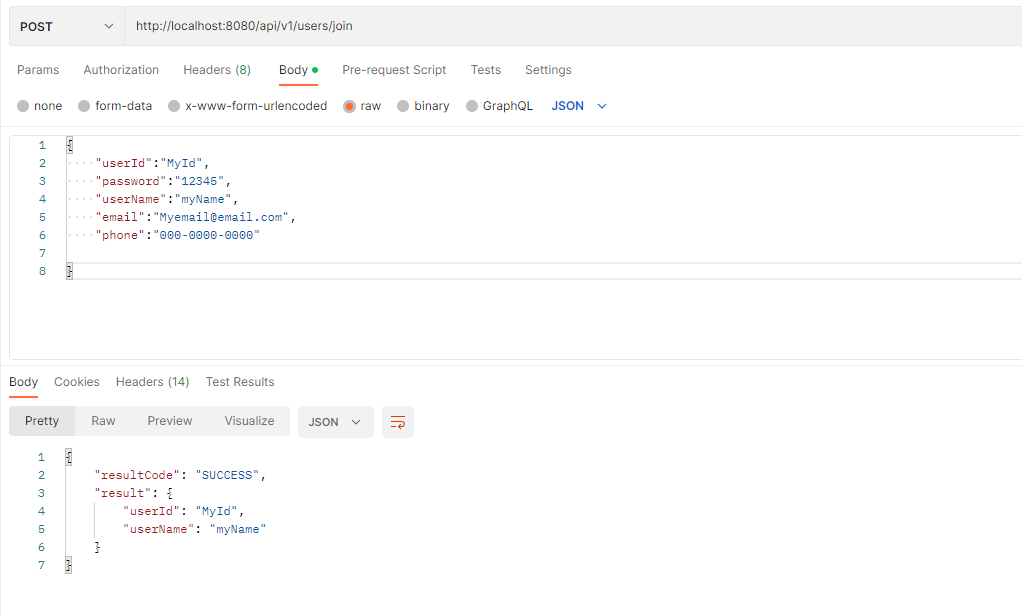 POST http://localhost:8080/api/v1/users/join
Params Authorization Headers (8) Body Pre-request Script Tests Settings
none form-data x-www-form-urlencoded raw binary GraphQL JSON
1 {
2 ····"userId":"MyId",
3 ····"password":"12345",
4 ····"userName":"myName",
5 ····"email":"Myemail@email.com",
6 ····"phone":"000-0000-0000"
7
8 }
Body Cookies Headers (14) Test Results
Pretty Raw Preview Visualize JSON
1 {
2 "resultCode": "SUCCESS",
3 "result": {
4 "userId": "MyId",
5 "userName": "myName"
6 }
7 }